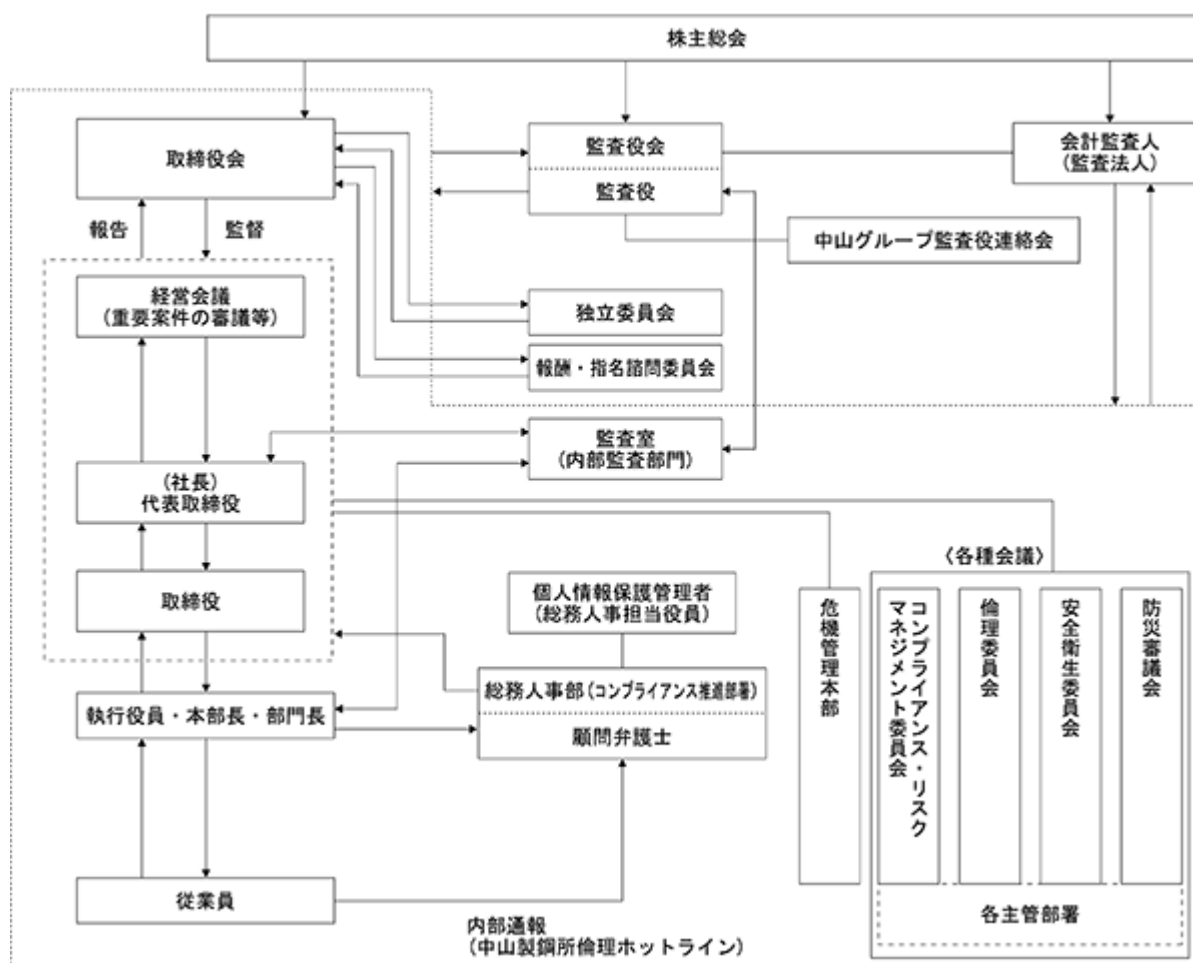 株主総会
取締役会
監査役会
監査役
会計監査人
(監査法人)
報告
監督
中山グループ監査役連絡会
経営会議
(重要案件の審議等)
独立委員会
報酬・指名諮問委員会
監査室
(内部監査部門)
(社長)
代表取締役
取締役
〈各種会議〉
個人情報保護管理者
(総務人事担当役員)
危機管理本部
コンプライアンス・リスク
マネジメント委員会
倫理委員会
安全衛生委員会
防災審議会
総務人事部(コンプライアンス推進部署)
顧問弁護士
執行役員・本部長・部門長
従業員
各主管部署
内部通報
(中山製鋼所倫理ホットライン)